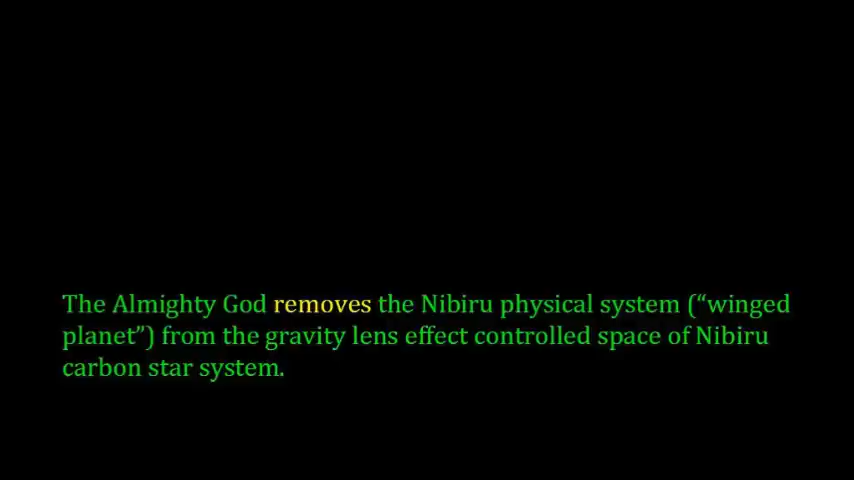 The Almighty God removes the Nibiru physical system (“winged
planet”) from the gravity lens effect controlled space of Nibiru
carbon star system.